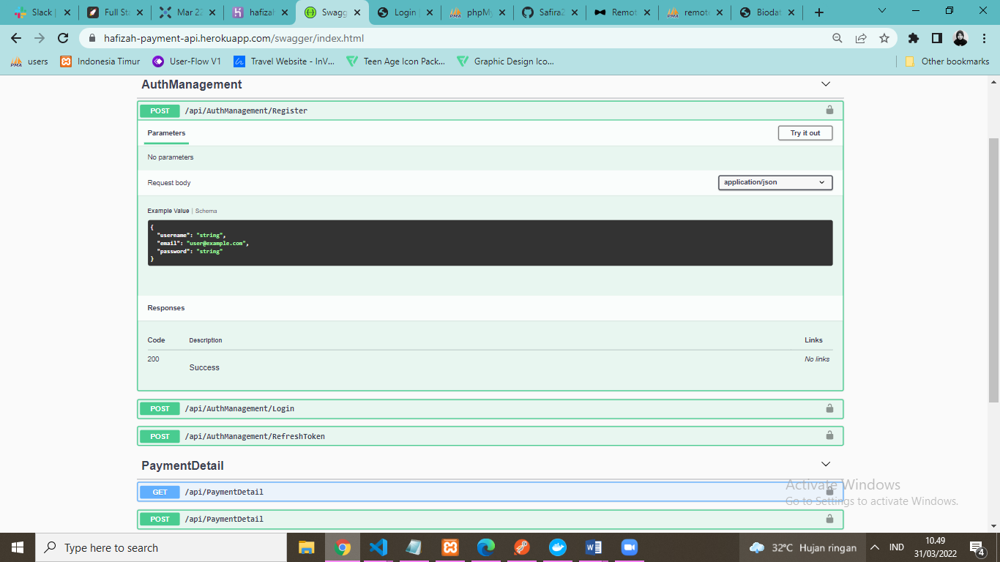 Slack
Full Sta
Mar 22
hafizah
Swagg
Login
phpMy
Safira2
Remot
remote
Biodat
hafizah-payment-api.herokuapp.com/swagger/index.html
users
Indonesia Timur
User-Flow V1
Travel Website - InV...
Teen Age Icon Pack...
Graphic Design Ico...
Other bookmarks
AuthManagement
POST /api/AuthManagement/Register
Parameters
Try it out
No parameters
Request body
application/json
Example Value | Schema
{
"username": "string",
"email": "user@example.com",
"password": "string"
}
Responses
Code Description Links
200 Success No links
POST /api/AuthManagement/Login
POST /api/AuthManagement/RefreshToken
PaymentDetail
GET /api/PaymentDetail
POST /api/PaymentDetail
Activate Windows
Go to Settings to activate Windows.
Type here to search
32°C Hujan ringan
IND
10.49
31/03/2022
4